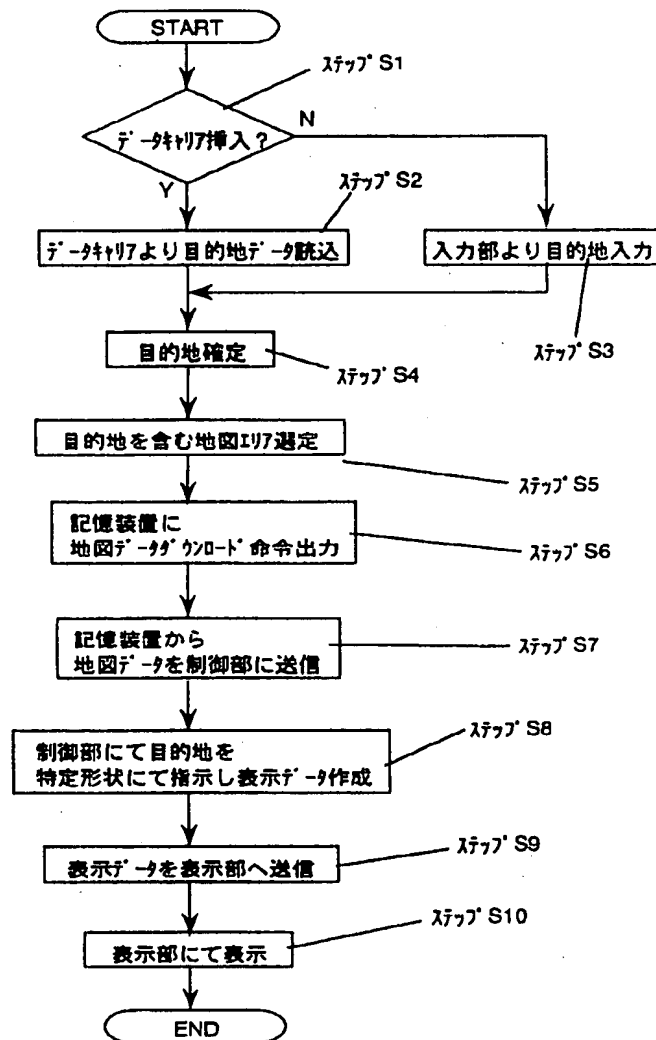 START
ステップ S1
データキャリア挿入？
N
Y
ステップ S2
データキャリアより目的地データ読込
入力部より目的地入力
ステップ S3
目的地確定
ステップ S4
目的地を含む地図エリア選定
ステップ S5
記憶装置に
地図データダウンロード命令出力
ステップ S6
記憶装置から
地図データを制御部に送信
ステップ S7
制御部にて目的地を
特定形状にて指示し表示データ作成
ステップ S8
表示データを表示部へ送信
ステップ S9
表示部にて表示
ステップ S10
END